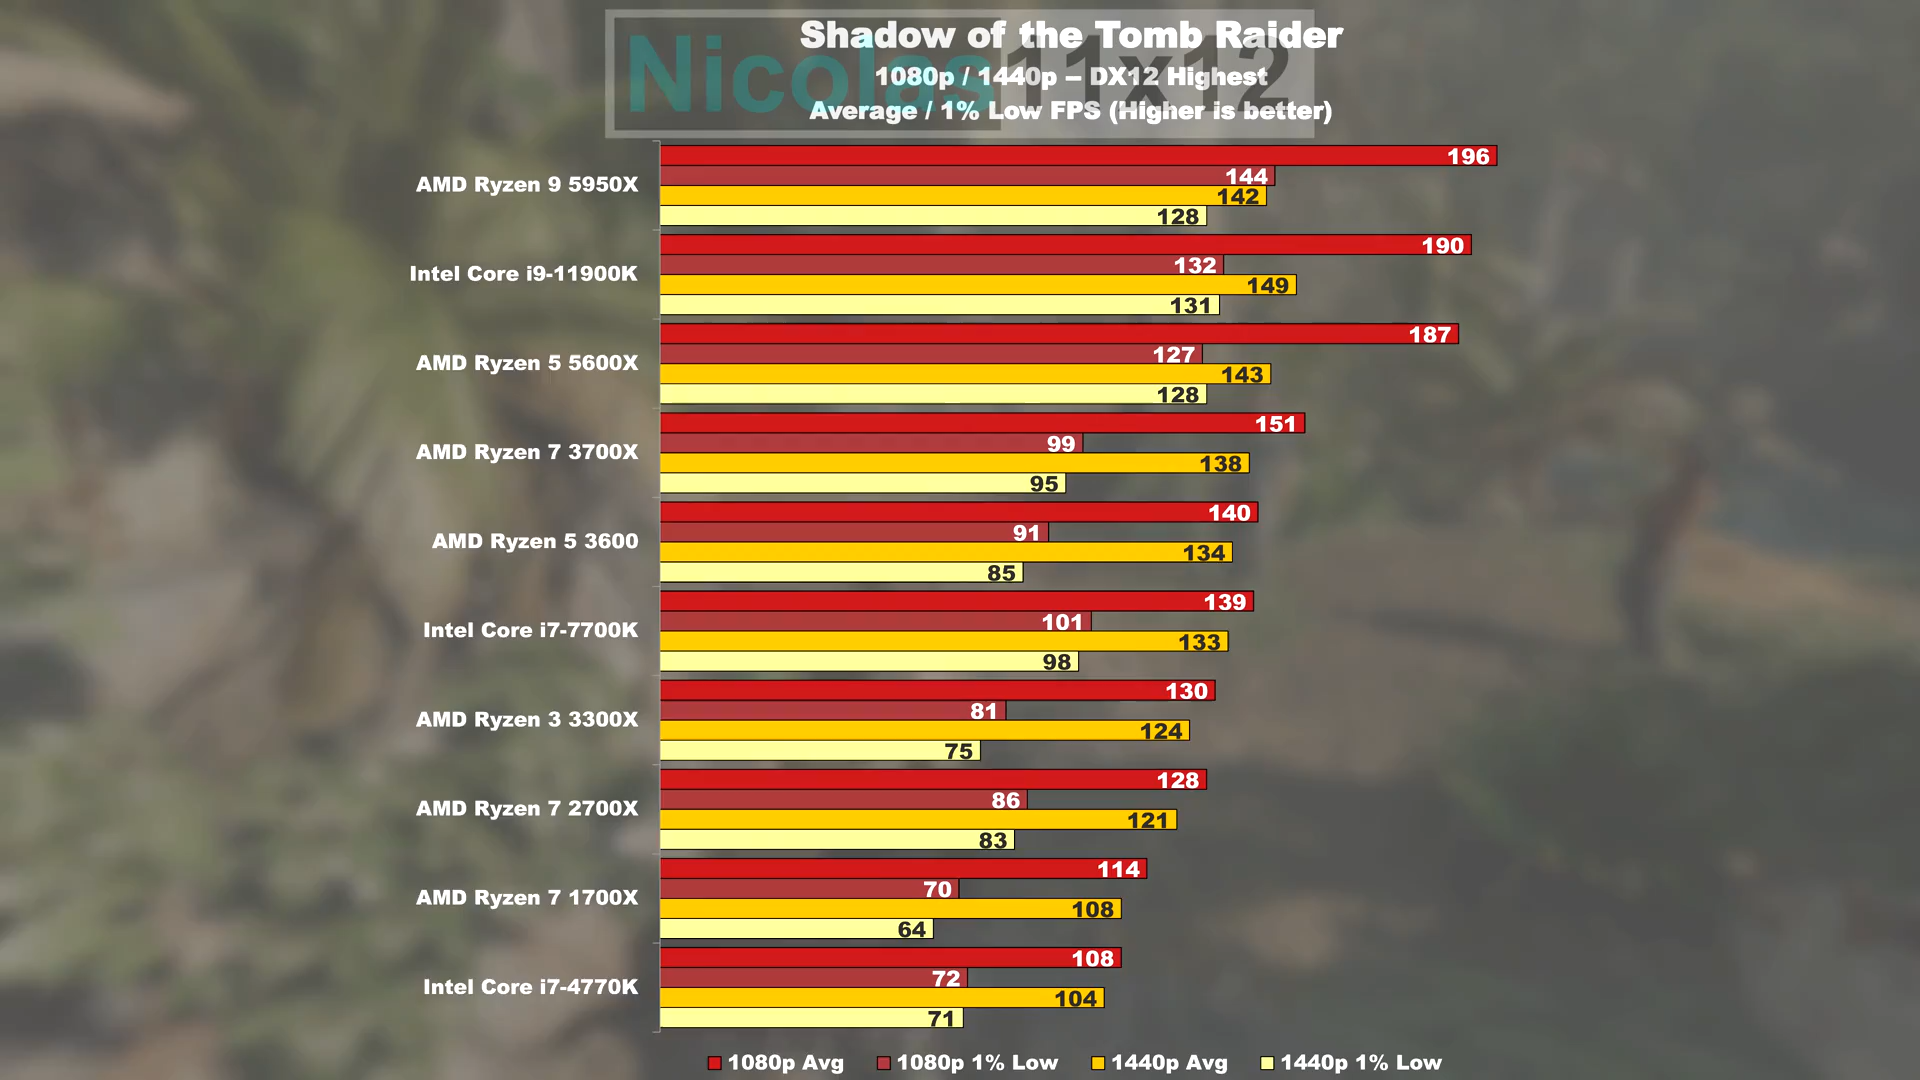 Nicolas11x12
Shadow of the Tomb Raider
1080p / 1440p – DX12 Highest
Average / 1% Low FPS (Higher is better)
AMD Ryzen 9 5950X
196
144
142
128
Intel Core i9-11900K
190
132
149
131
AMD Ryzen 5 5600X
187
127
143
128
AMD Ryzen 7 3700X
151
99
138
95
AMD Ryzen 5 3600
140
91
134
85
Intel Core i7-7700K
139
101
133
98
AMD Ryzen 3 3300X
130
81
124
75
AMD Ryzen 7 2700X
128
86
121
83
AMD Ryzen 7 1700X
114
70
108
64
Intel Core i7-4770K
108
72
104
71
1080p Avg 1080p 1% Low 1440p Avg 1440p 1% Low